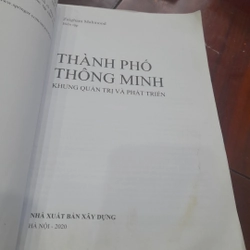 THÀNH PHỐ
THÔNG MINH
KHUNG QUẢN TRỊ VÀ PHÁT TRIỂN
NHÀ XUẤT BẢN XÂY DỰNG
HÀ NỘI - 2020